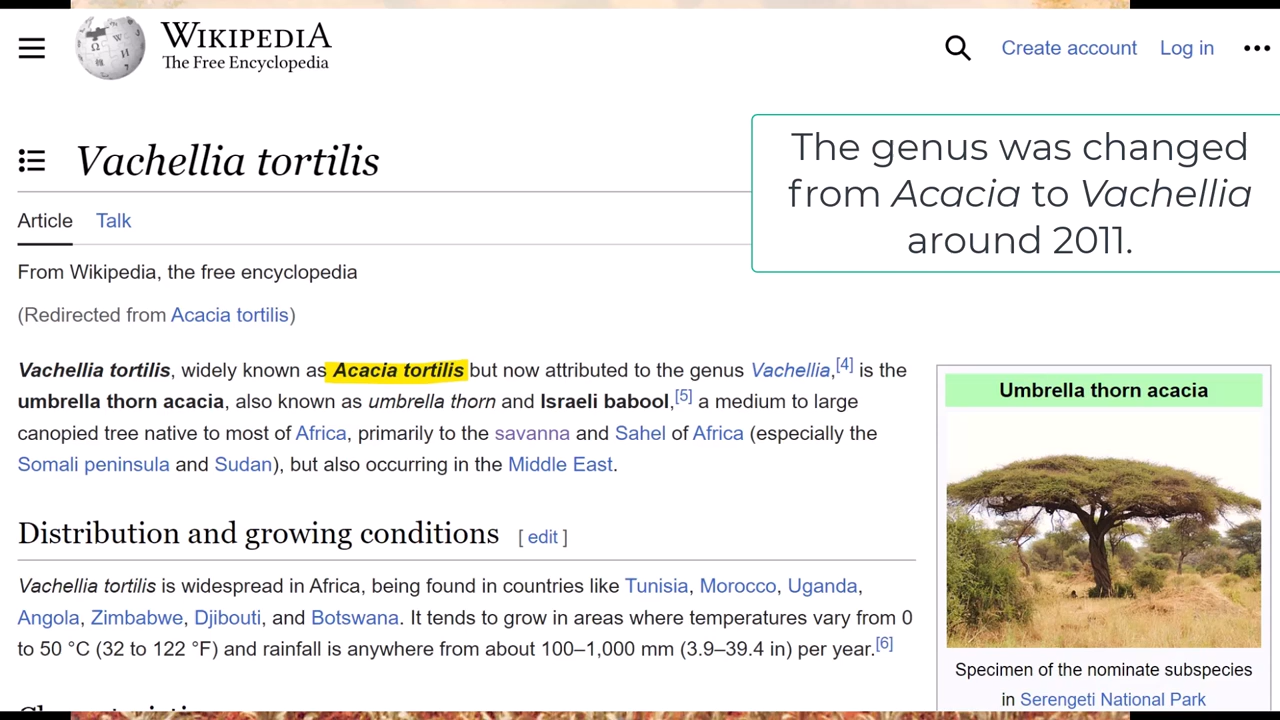 WIKIPEDIA
The Free Encyclopedia
Create account Log in
Vachellia tortilis
The genus was changed
from Acacia to Vachellia
around 2011.
Article Talk
From Wikipedia, the free encyclopedia
(Redirected from Acacia tortilis)
Vachellia tortilis, widely known as Acacia tortilis but now attributed to the genus Vachellia,[4] is the
umbrella thorn acacia, also known as umbrella thorn and Israeli babool,[5] a medium to large
canopied tree native to most of Africa, primarily to the savanna and Sahel of Africa (especially the
Somali peninsula and Sudan), but also occurring in the Middle East.
Distribution and growing conditions [ edit ]
Vachellia tortilis is widespread in Africa, being found in countries like Tunisia, Morocco, Uganda,
Angola, Zimbabwe, Djibouti, and Botswana. It tends to grow in areas where temperatures vary from 0
to 50 °C (32 to 122 °F) and rainfall is anywhere from about 100–1,000 mm (3.9–39.4 in) per year.[6]
Umbrella thorn acacia
Specimen of the nominate subspecies
in Serengeti National Park